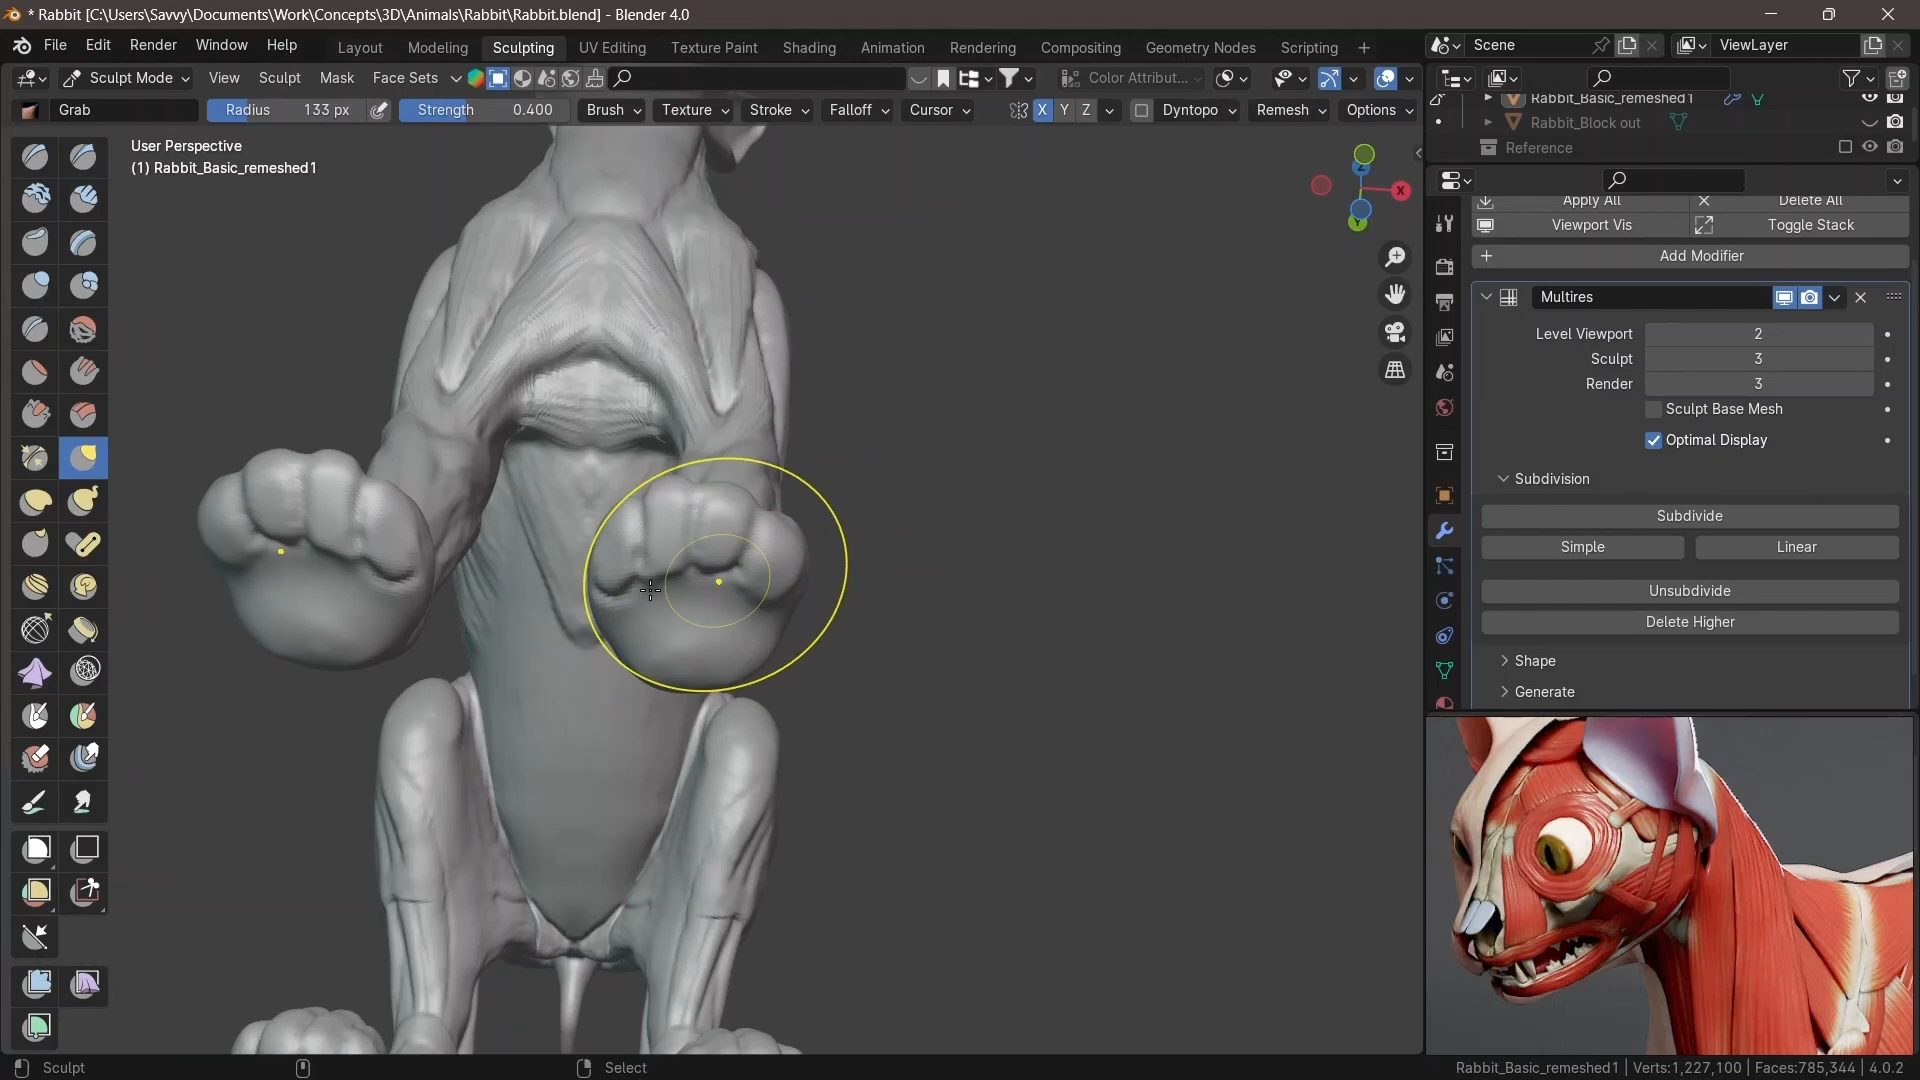 * Rabbit [C:\Users\Savvy\Documents\Work\Concepts\3D\Animals\Rabbit\Rabbit.blend] - Blender 4.0
File Edit Render Window Help Layout Modeling Sculpting UV Editing Texture Paint Shading Animation Rendering Compositing Geometry Nodes Scripting + Scene ViewLayer
Sculpt Mode View Sculpt Mask Face Sets Color Attribut...
Grab Radius 133 px Strength 0.400 Brush Texture Stroke Falloff Cursor X Y Z Dyntopo Remesh Options
Rabbit_Basic_remeshed1
Rabbit_Block out
Reference
User Perspective
(1) Rabbit_Basic_remeshed1
Z
X
Y
Apply All Delete All
Viewport Vis Toggle Stack
+ Add Modifier
Multires
Level Viewport 2
Sculpt 3
Render 3
Sculpt Base Mesh
Optimal Display
Subdivision
Subdivide
Simple Linear
Unsubdivide
Delete Higher
Shape
Generate
Sculpt Select Rabbit_Basic_remeshed1 | Verts:1,227,100 | Faces:785,344 | 4.0.2